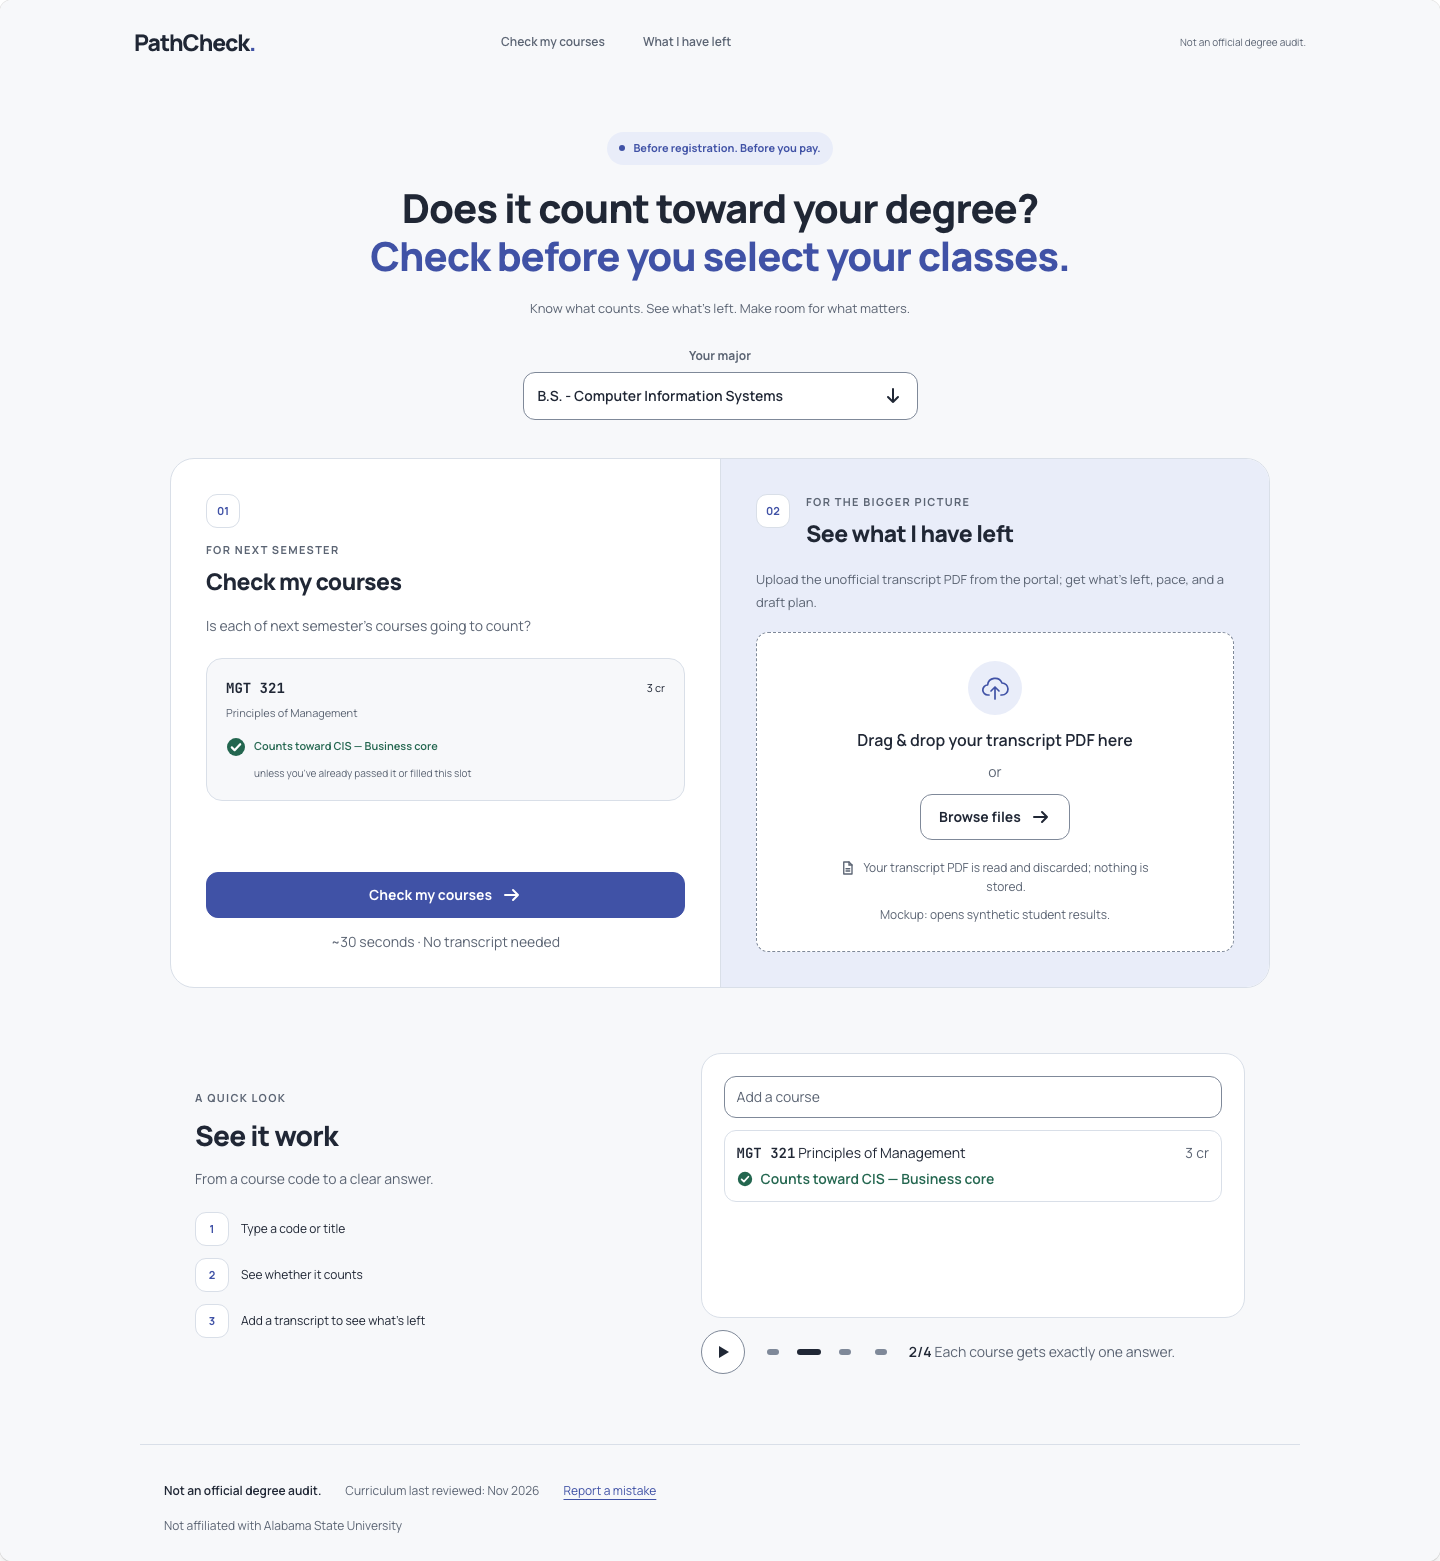 PathCheck.
Check my courses
What I have left
Not an official degree audit.
Before registration. Before you pay.
Does it count toward your degree?
Check before you select your classes.
Know what counts. See what's left. Make room for what matters.
Your major
B.S. - Computer Information Systems
01
FOR NEXT SEMESTER
Check my courses
Is each of next semester's courses going to count?
MGT 321
3 cr
Principles of Management
Counts toward CIS — Business core
unless you've already passed it or filled this slot
Check my courses
~30 seconds · No transcript needed
02
FOR THE BIGGER PICTURE
See what I have left
Upload the unofficial transcript PDF from the portal; get what's left, pace, and a
draft plan.
Drag & drop your transcript PDF here
or
Browse files
Your transcript PDF is read and discarded; nothing is
stored.
Mockup: opens synthetic student results.
A QUICK LOOK
See it work
From a course code to a clear answer.
1 Type a code or title
2 See whether it counts
3 Add a transcript to see what's left
Add a course
MGT 321 Principles of Management
3 cr
Counts toward CIS — Business core
2/4 Each course gets exactly one answer.
Not an official degree audit.
Curriculum last reviewed: Nov 2026
Report a mistake
Not affiliated with Alabama State University